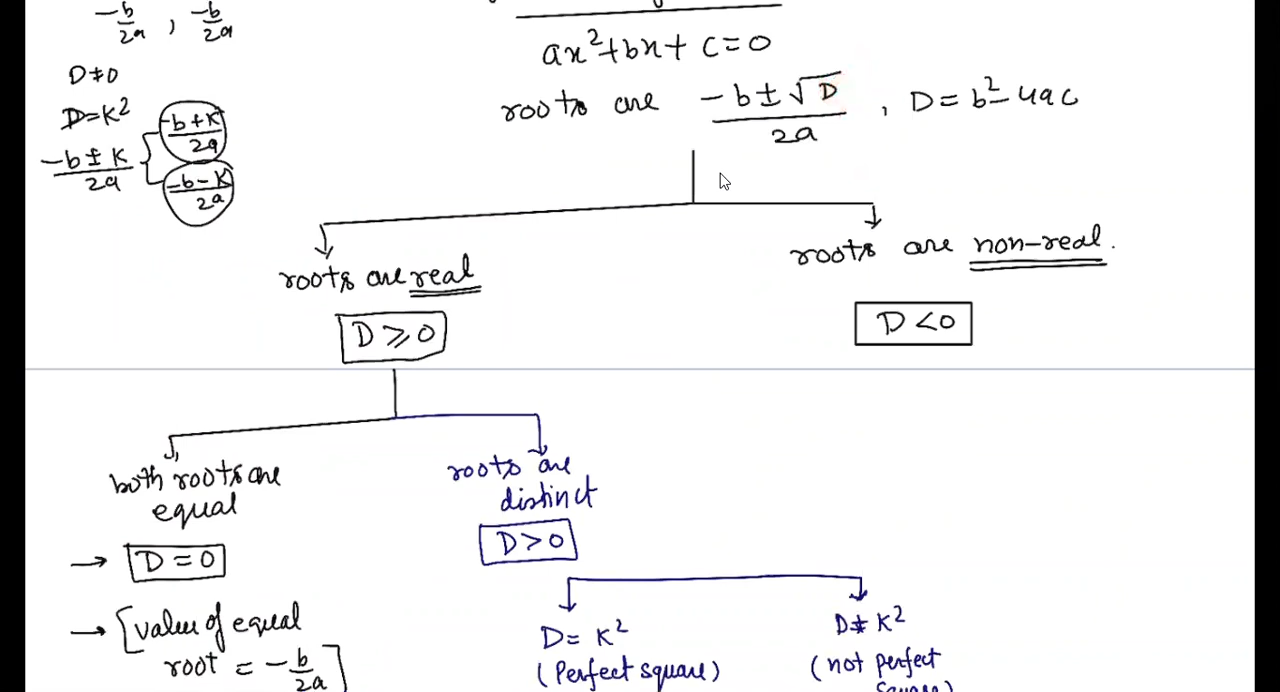 -b/2a , -b/2a
D≠0
D=K²
-b±K/2a { -b+K/2a
-b-K/2a
ax²+bx+c=0
roots are -b±√D/2a , D=b²-4ac
roots are real
D⩾0
roots are non-real.
D<0
both roots are
equal
→ D=0
→ [value of equal
root = -b/2a]
roots are
distinct
D>0
D=K²
(Perfect square)
D≠K²
(not perfect
square)